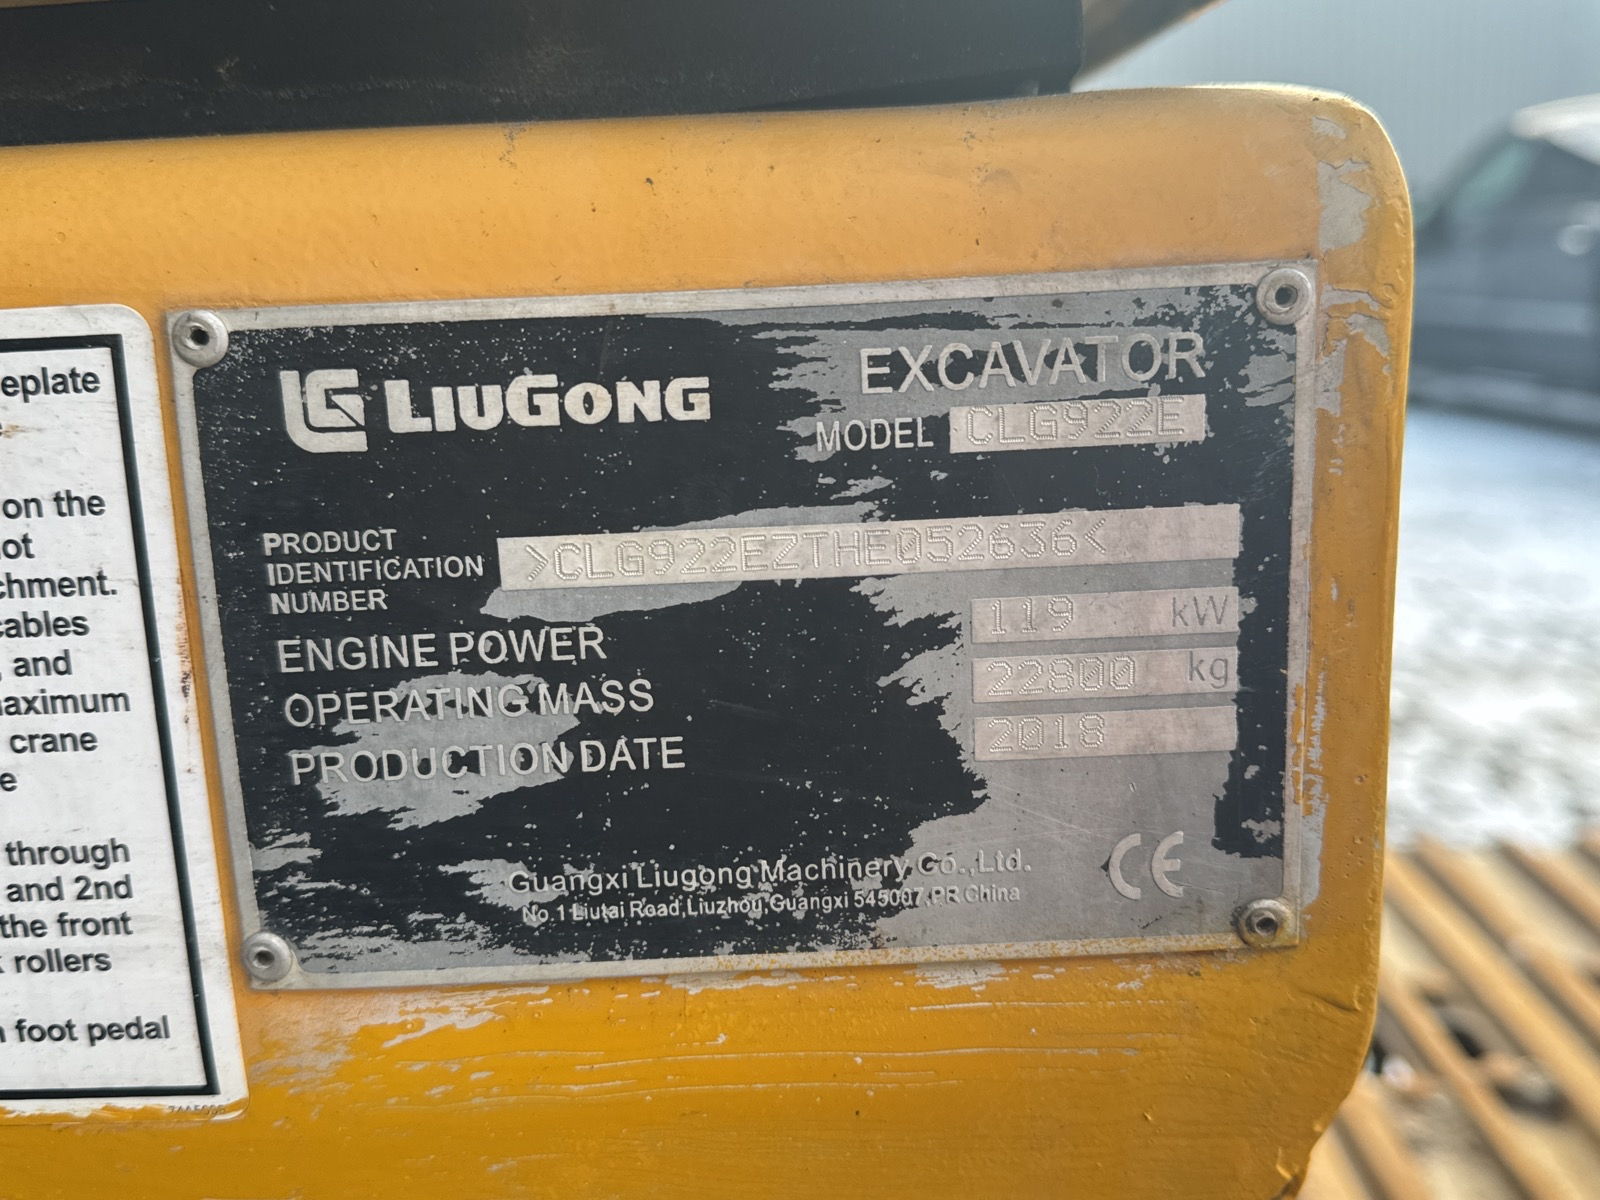 eplate
on the
ot
chment.
cables
, and
maximum
crane
e
through
and 2nd
the front
rollers
foot pedal
LG LIUGONG
EXCAVATOR
MODEL CLG922E
PRODUCT
IDENTIFICATION
NUMBER
>CLG922EZTHE052636<
ENGINE POWER 119 kW
OPERATING MASS 22800 kg
PRODUCTION DATE 2018
Guangxi Liugong Machinery Co.,Ltd.
No.1 Liutai Road,Liuzhou,Guangxi 545007,PR China
CE